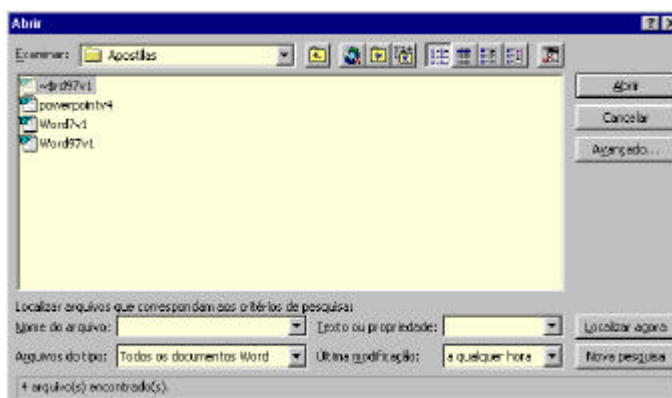 Abrir
Examinar: Apostilas
~$rd97v1
powerpointv4
Word7v1
Word97v1
Abrir
Cancelar
Avançado...
Localizar arquivos que correspondam aos critérios de pesquisa:
Nome do arquivo: Texto ou propriedade: Localizar agora
Arquivos do tipo: Todos os documentos Word Última modificação: a qualquer hora Nova pesquisa
4 arquivo(s) encontrado(s).